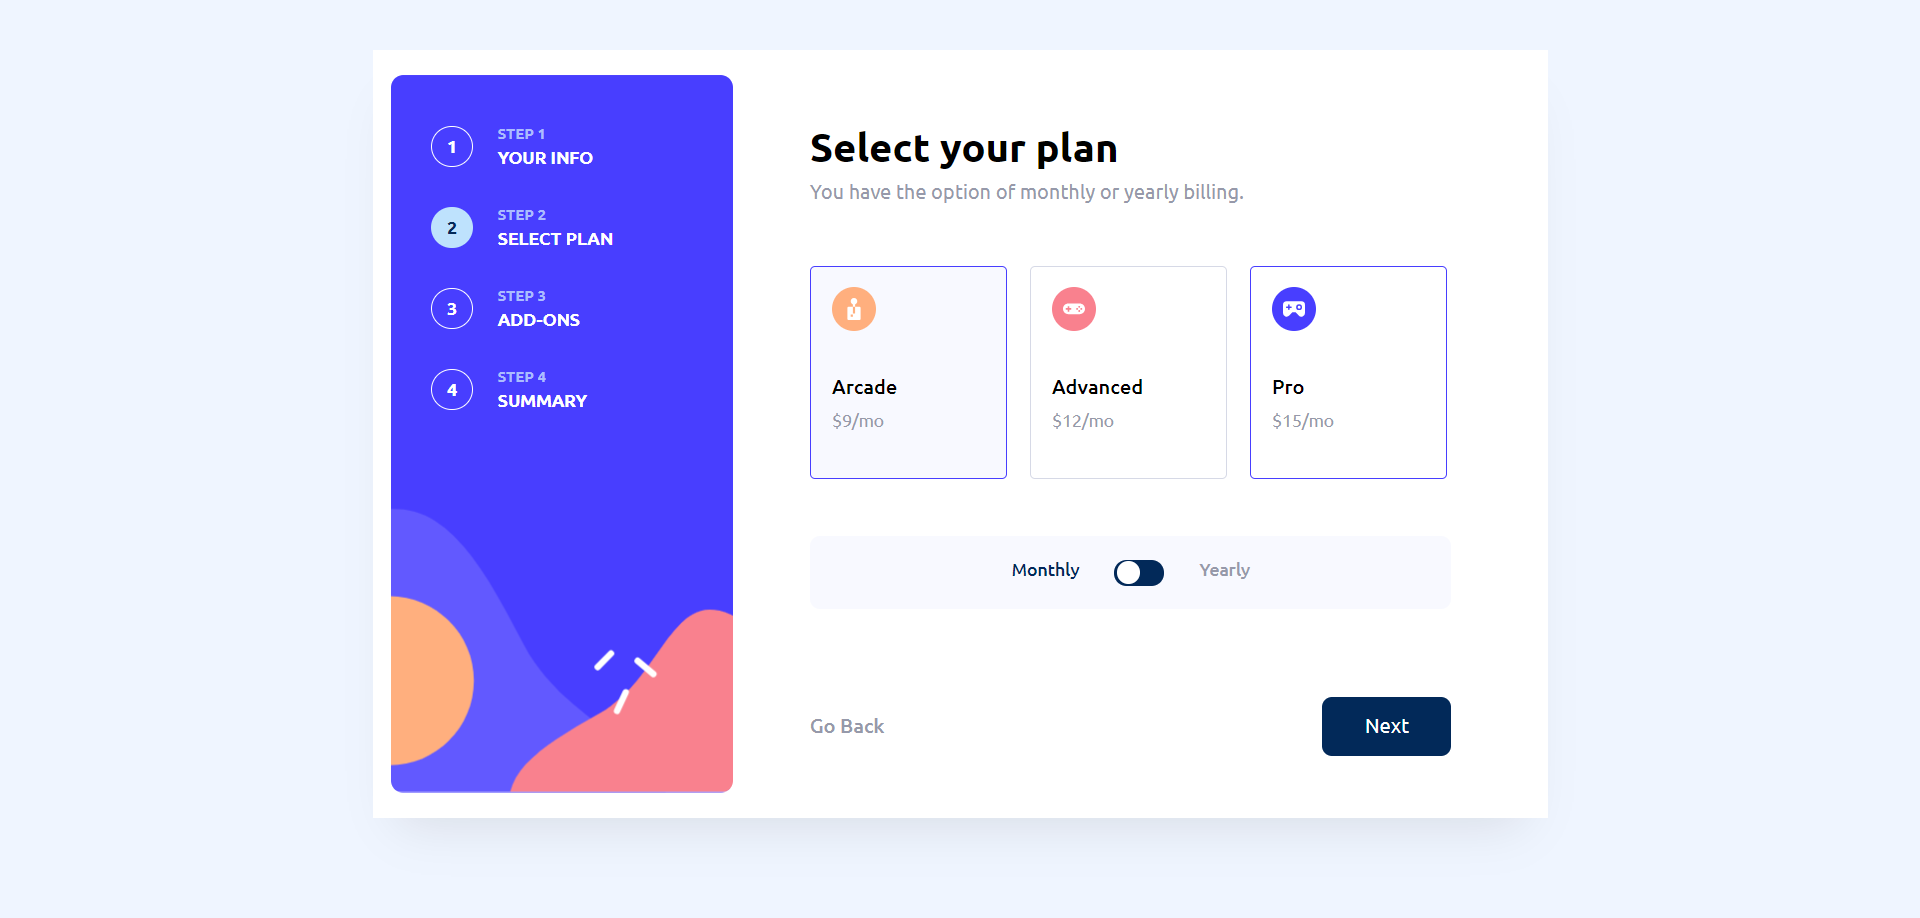 1
STEP 1
YOUR INFO
2
STEP 2
SELECT PLAN
3
STEP 3
ADD-ONS
4
STEP 4
SUMMARY
Select your plan
You have the option of monthly or yearly billing.
Arcade
$9/mo
Advanced
$12/mo
Pro
$15/mo
Monthly
Yearly
Go Back
Next